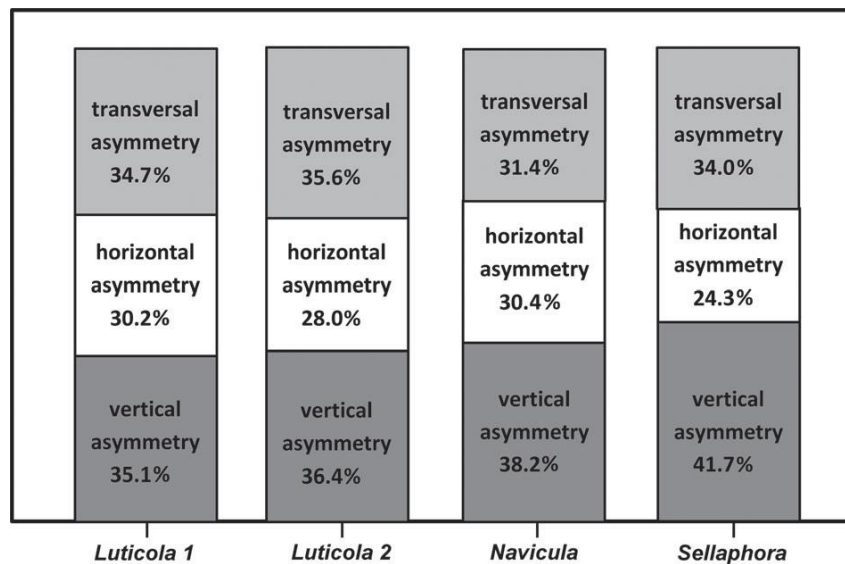 transversal
asymmetry
34.7%
horizontal
asymmetry
30.2%
vertical
asymmetry
35.1%
Luticola 1
transversal
asymmetry
35.6%
horizontal
asymmetry
28.0%
vertical
asymmetry
36.4%
Luticola 2
transversal
asymmetry
31.4%
horizontal
asymmetry
30.4%
vertical
asymmetry
38.2%
Navicula
transversal
asymmetry
34.0%
horizontal
asymmetry
24.3%
vertical
asymmetry
41.7%
Sellaphora